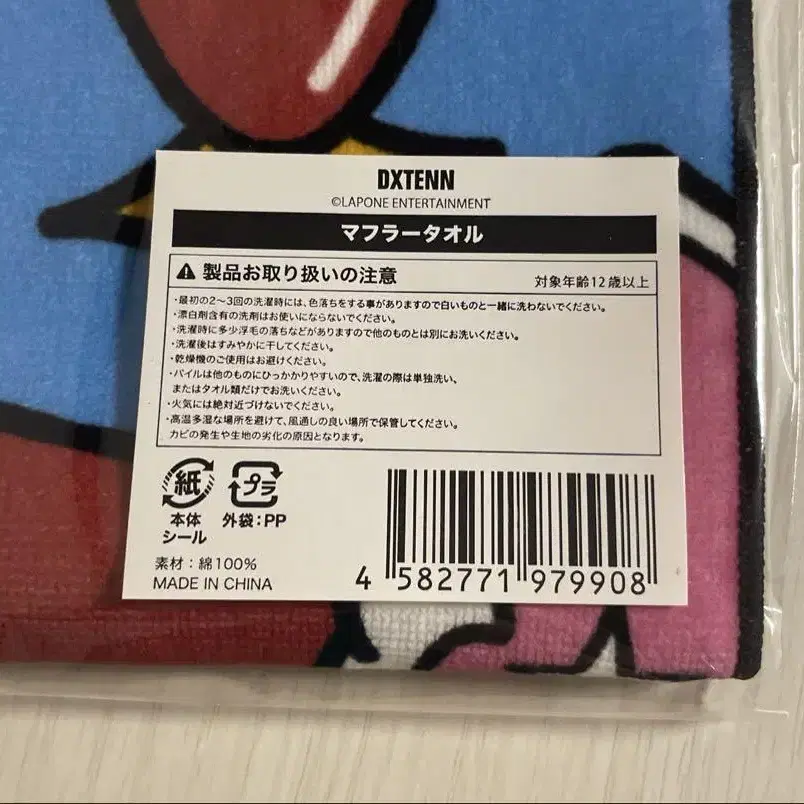 DXTENN
©LAPONE ENTERTAINMENT
マフラータオル
製品お取り扱いの注意
対象年齢12歳以上
・最初の2〜3回の洗濯時には、色落ちをする事がありますので白いものと一緒に洗わないでください。
・漂白剤含有の洗剤はお使いにならないでください。
・洗濯時に多少浮毛の落ちなどがありますので他のものとは別にお洗いください。
・洗濯後はすみやかに干してください。
・乾燥機のご使用はお避けください。
・パイルは他のものにひっかかりやすいので、洗濯の際は単独洗い、
またはタオル類だけでお洗いください。
・火気には絶対近づけないでください。
・高温多湿な場所を避けて、風通しの良い場所で保管してください。
カビの発生や生地の劣化の原因となります。
紙 プラ
本体 外袋:PP
シール
素材:綿100%
MADE IN CHINA
4 582771 979908